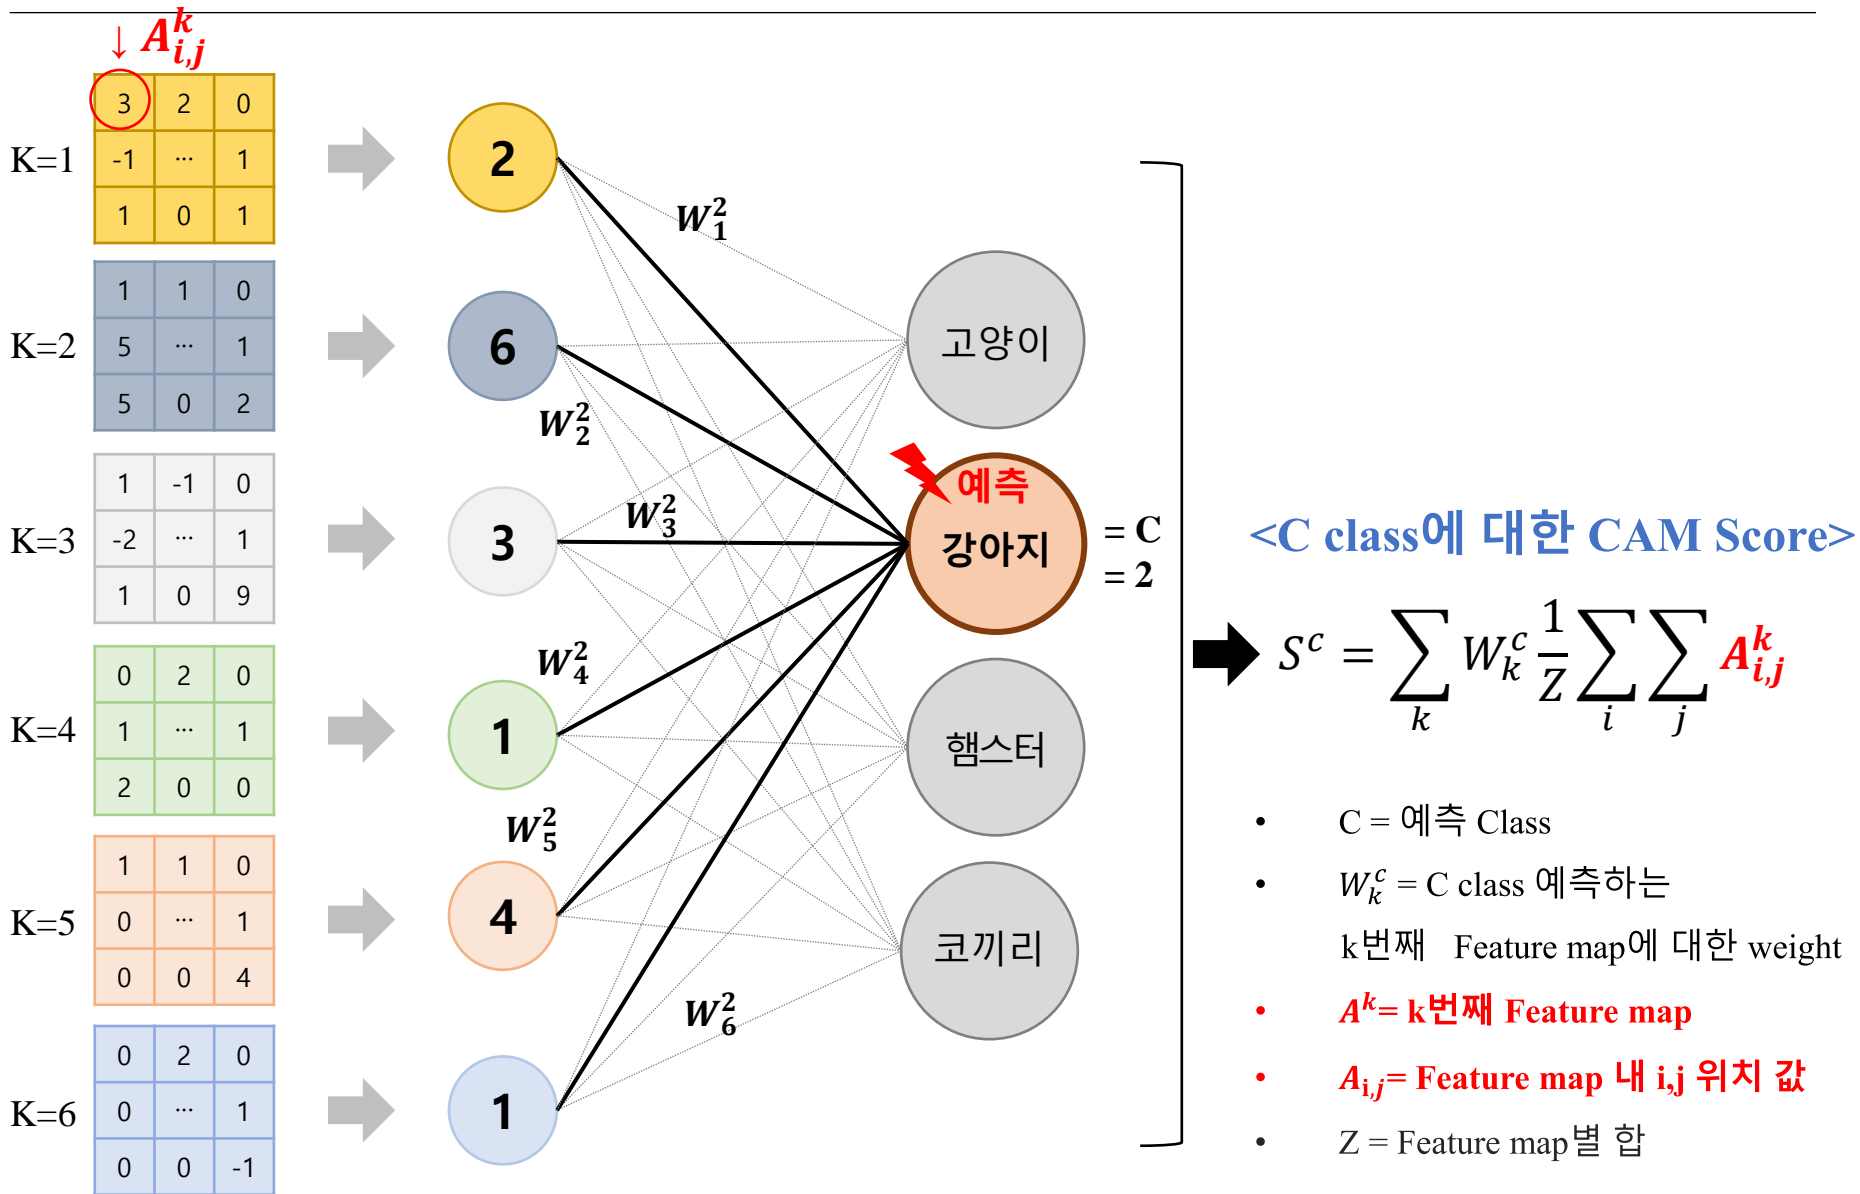 ↓ A^k_{i,j}
K=1
3 2 0
-1 ... 1
1 0 1
K=2
1 1 0
5 ... 1
5 0 2
K=3
1 -1 0
-2 ... 1
1 0 9
K=4
0 2 0
1 ... 1
2 0 0
K=5
1 1 0
0 ... 1
0 0 4
K=6
0 2 0
0 ... 1
0 0 -1
2
6
3
1
4
1
W^2_1
W^2_2
W^2_3
W^2_4
W^2_5
W^2_6
고양이
예측
강아지
햄스터
코끼리
= C
= 2
<C class에 대한 CAM Score>
S^c = ∑_k W^c_k 1/Z ∑_i ∑_j A^k_{i,j}
• C = 예측 Class
• W^c_k = C class 예측하는
k번째 Feature map에 대한 weight
• A^k= k번째 Feature map
• A_{i,j}= Feature map 내 i,j 위치 값
• Z = Feature map별 합